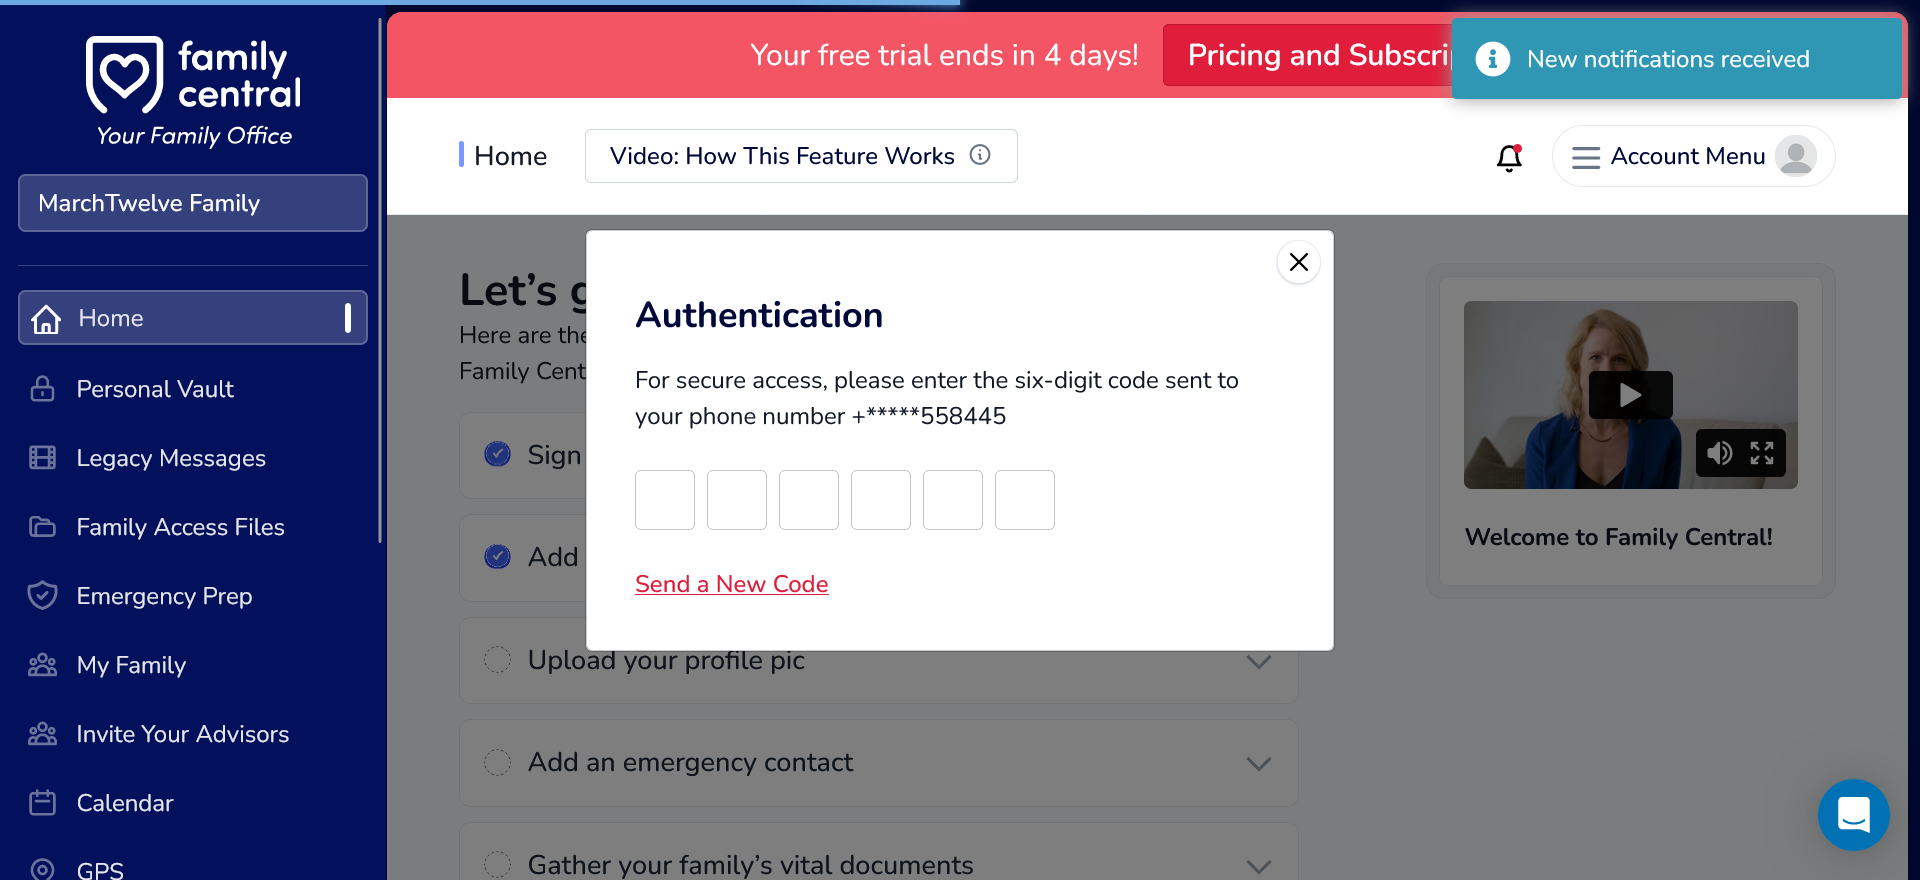 family
central
Your Family Office
MarchTwelve Family
Home
Personal Vault
Legacy Messages
Family Access Files
Emergency Prep
My Family
Invite Your Advisors
Calendar
GPS
Your free trial ends in 4 days!
Pricing and Subscri
New notifications received
Home
Video: How This Feature Works
Account Menu
Let's g
Here are the
Family Cent
Sign
Add
Authentication
For secure access, please enter the six-digit code sent to
your phone number +*****558445
Send a New Code
Upload your profile pic
Add an emergency contact
Gather your family's vital documents
Welcome to Family Central!